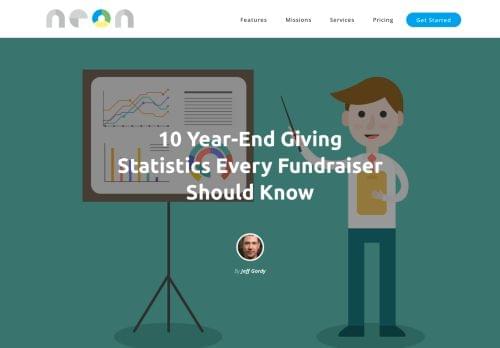 neon
Features Missions Services Pricing Get Started
10 Year-End Giving
Statistics Every Fundraiser
Should Know
By Jeff Gordy